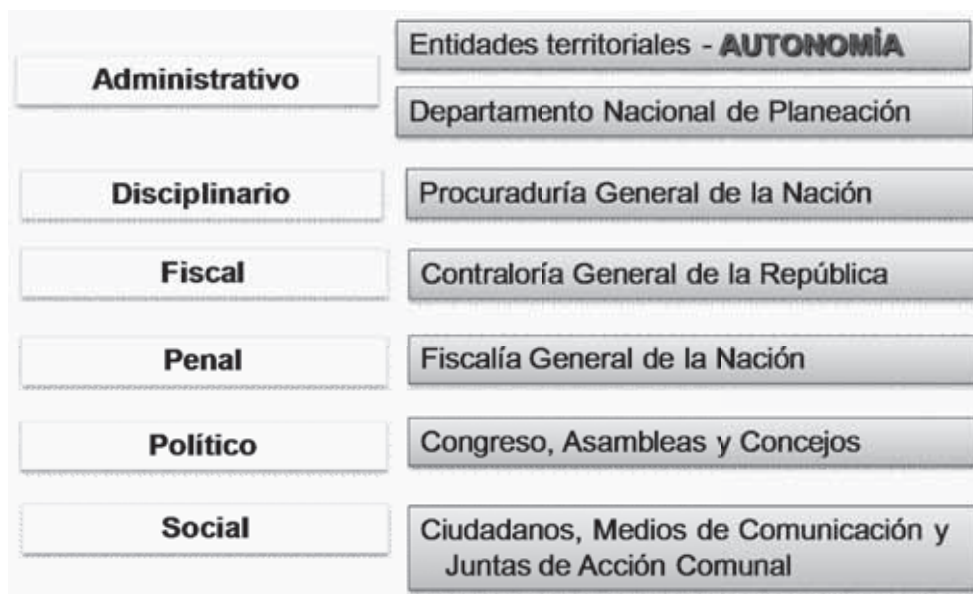 Administrativo
Entidades territoriales - AUTONOMÍA
Departamento Nacional de Planeación
Disciplinario
Procuraduría General de la Nación
Fiscal
Contraloría General de la República
Penal
Fiscalía General de la Nación
Político
Congreso, Asambleas y Concejos
Social
Ciudadanos, Medios de Comunicación y
Juntas de Acción Comunal